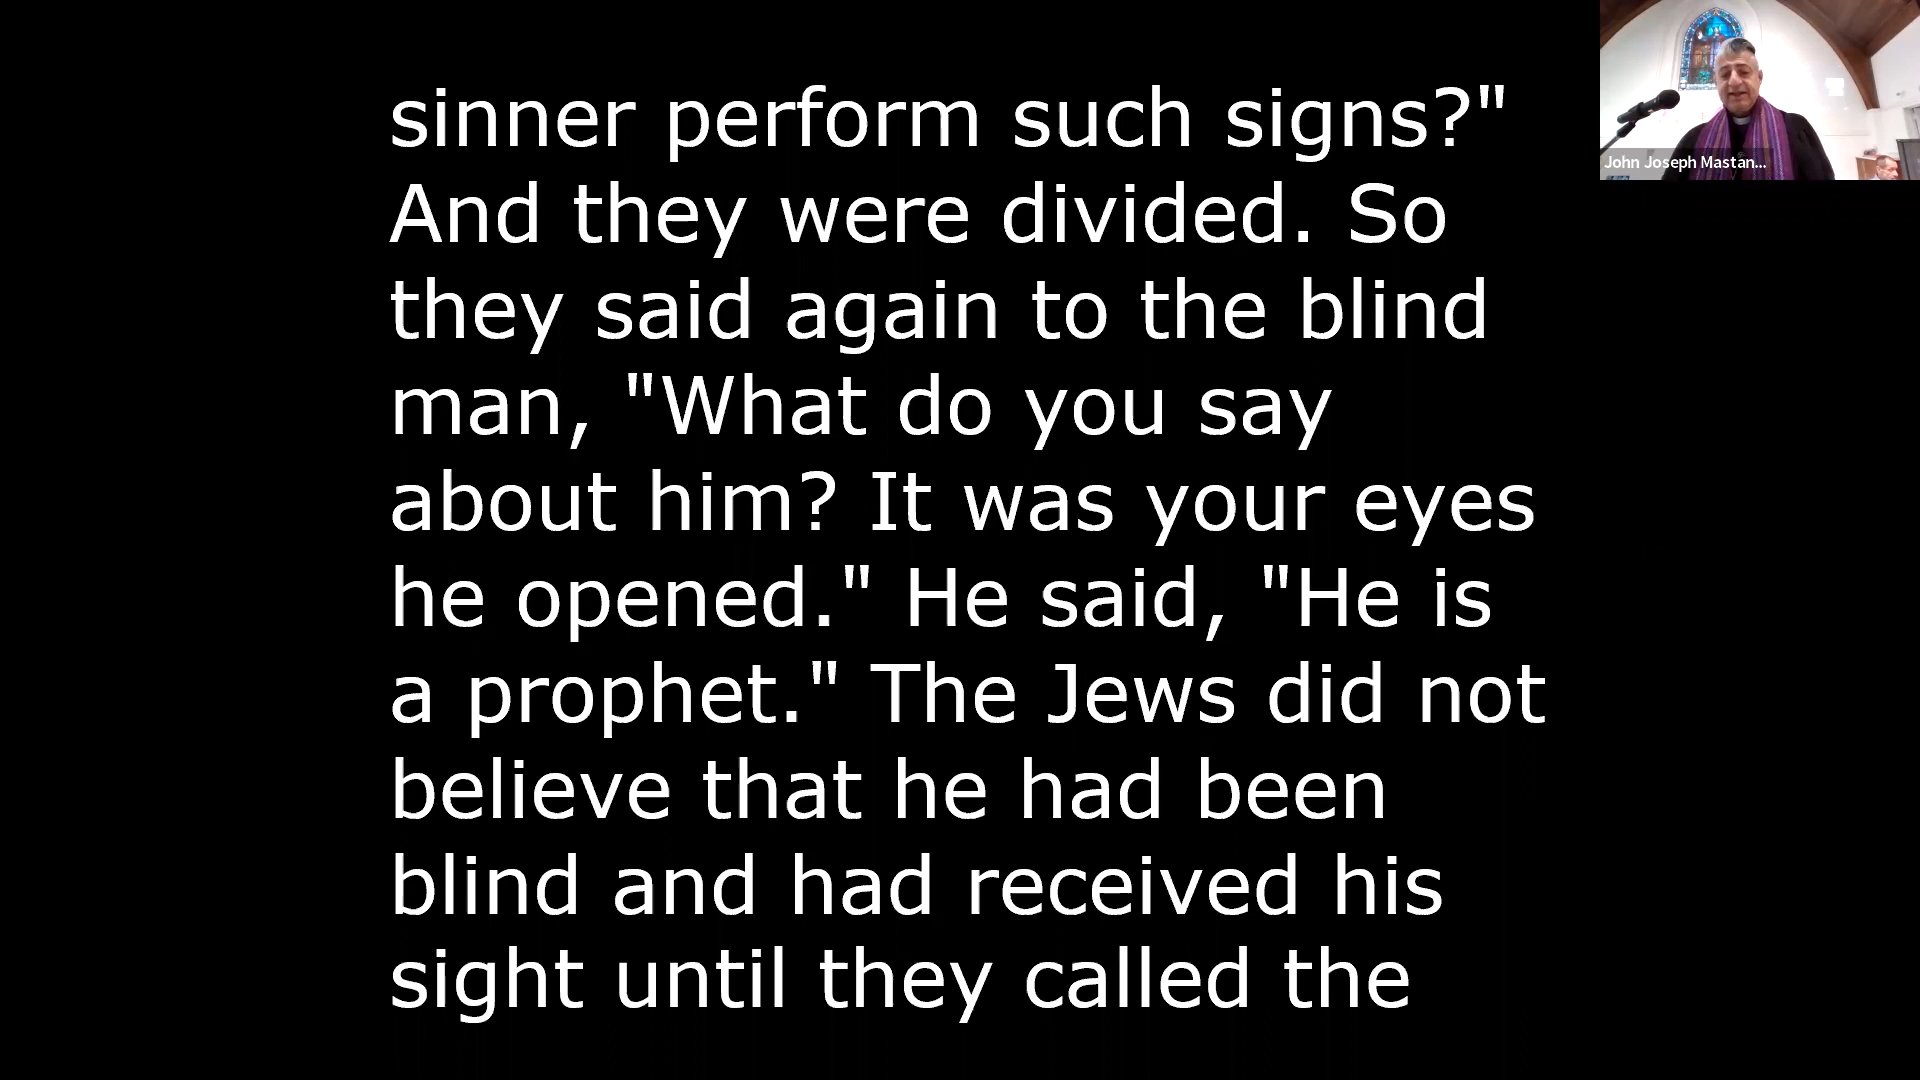 sinner perform such signs?"
And they were divided. So
they said again to the blind
man, "What do you say
about him? It was your eyes
he opened." He said, "He is
a prophet." The Jews did not
believe that he had been
blind and had received his
sight until they called the
John Joseph Mastan...